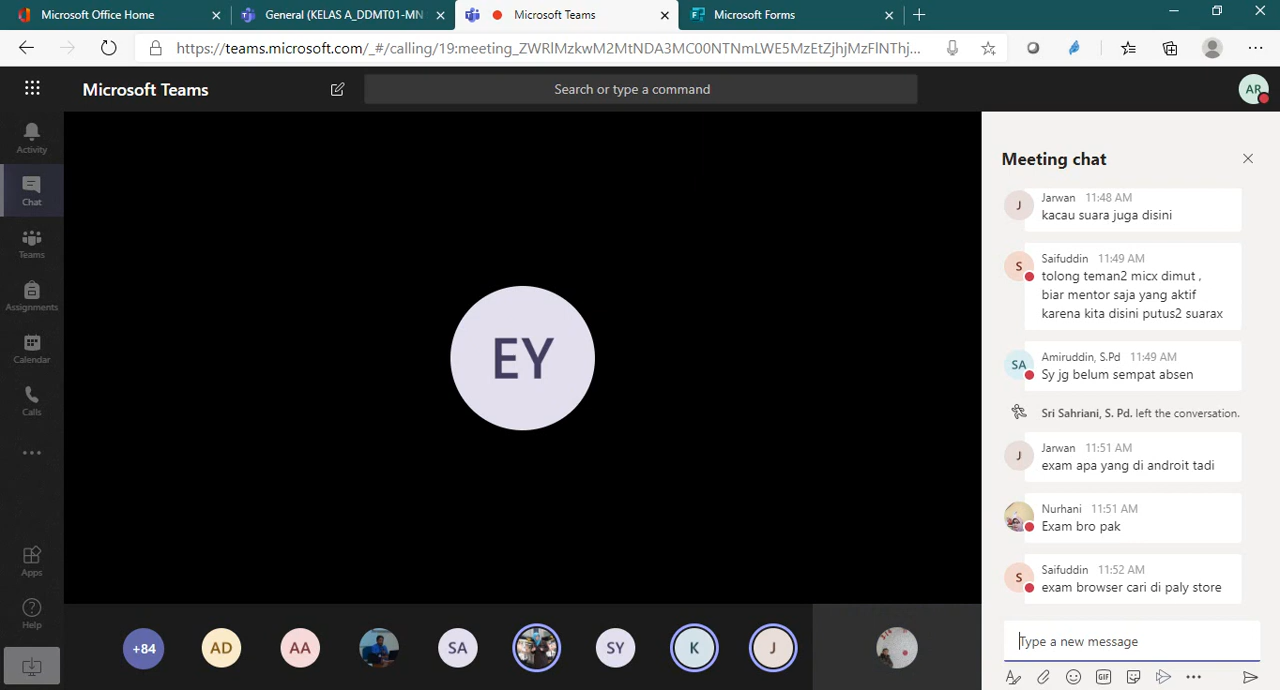 Microsoft Office Home
General (KELAS A_DDMT01-MN
Microsoft Teams
Microsoft Forms
https://teams.microsoft.com/_#/calling/19:meeting_ZWRlMzkwM2MtNDA3MC00NTNmLWE5MzEtZjhjMzFlNThj...
Microsoft Teams
Search or type a command
AR
Activity
Chat
Teams
Assignments
Calendar
Calls
Apps
Help
EY
+84
AD
AA
SA
SY
K
J
Meeting chat
J
Jarwan 11:48 AM
kacau suara juga disini
S
Saifuddin 11:49 AM
tolong teman2 micx dimut ,
biar mentor saja yang aktif
karena kita disini putus2 suarax
SA
Amiruddin, S.Pd 11:49 AM
Sy jg belum sempat absen
Sri Sahriani, S. Pd. left the conversation.
J
Jarwan 11:51 AM
exam apa yang di androit tadi
Nurhani 11:51 AM
Exam bro pak
S
Saifuddin 11:52 AM
exam browser cari di paly store
Type a new message
GIF